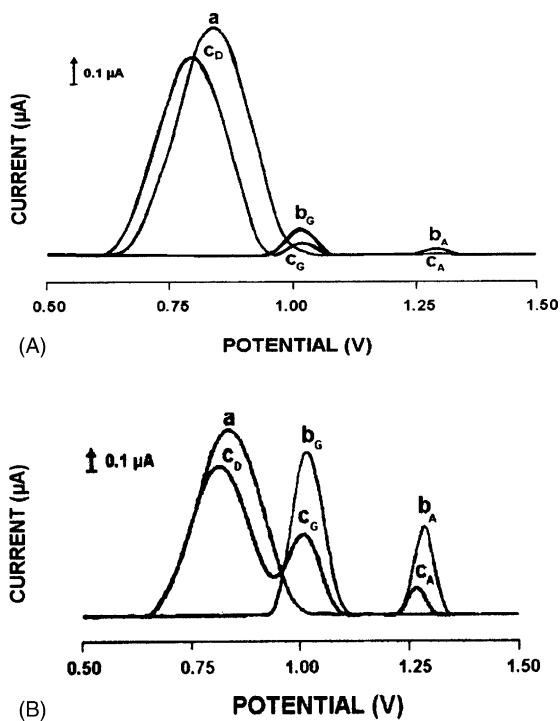 a
c_D
0.1 µA
b_G
c_G
b_A
c_A
CURRENT (µA)
0.50 0.75 1.00 1.25 1.50
(A)
POTENTIAL (V)
a
b_G
0.1 µA
c_D
c_G
b_A
c_A
CURRENT (µA)
0.50 0.75 1.00 1.25 1.50
(B)
POTENTIAL (V)